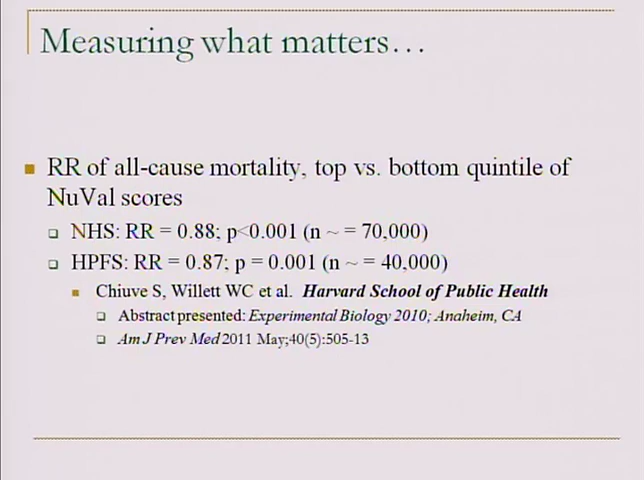 Measuring what matters…
RR of all-cause mortality, top vs. bottom quintile of
NuVal scores
NHS: RR = 0.88; p<0.001 (n ~ = 70,000)
HPFS: RR = 0.87; p = 0.001 (n ~ = 40,000)
Chiuve S, Willett WC et al. Harvard School of Public Health
Abstract presented: Experimental Biology 2010; Anaheim, CA
Am J Prev Med 2011 May;40(5):505-13